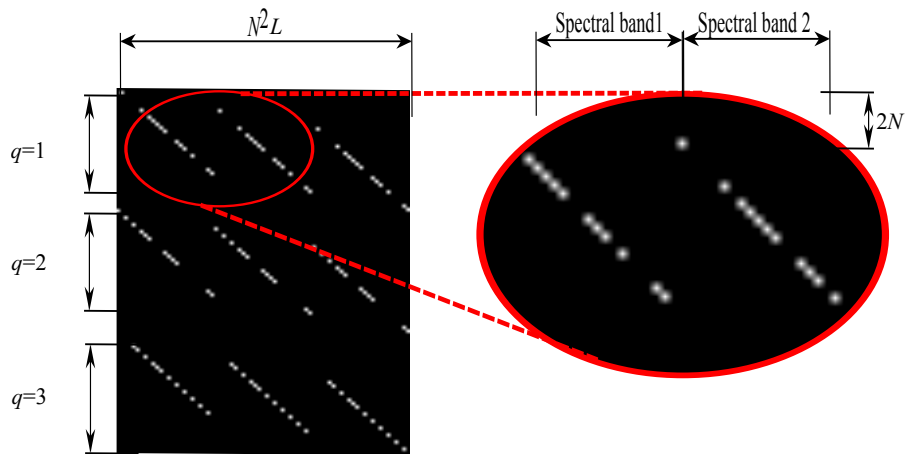 N²L
Spectral band1
Spectral band 2
2N
q=1
q=2
q=3